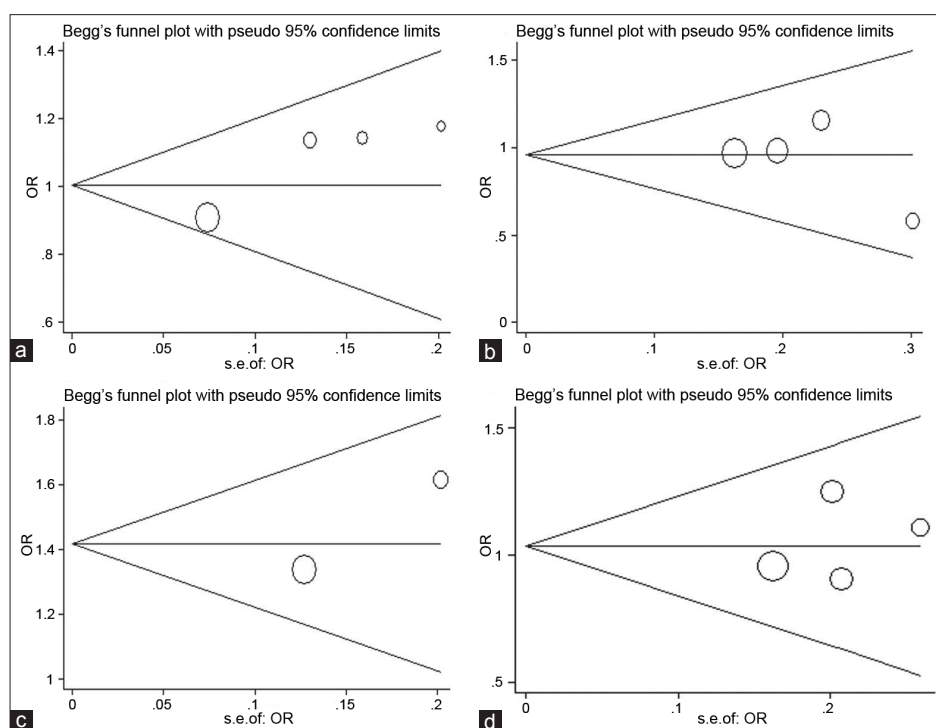 Begg's funnel plot with pseudo 95% confidence limits
1.4
1.2
1
.8
.6
OR
0
.05
.1
.15
.2
s.e.of: OR
a
Begg's funnel plot with pseudo 95% confidence limits
1.5
1
.5
0
OR
0
.1
.2
.3
s.e.of: OR
b
Begg's funnel plot with pseudo 95% confidence limits
1.8
1.6
1.4
1.2
1
OR
0
.05
.1
.15
.2
s.e.of: OR
c
Begg's funnel plot with pseudo 95% confidence limits
1.5
1
.5
OR
0
.1
.2
s.e.of: OR
d